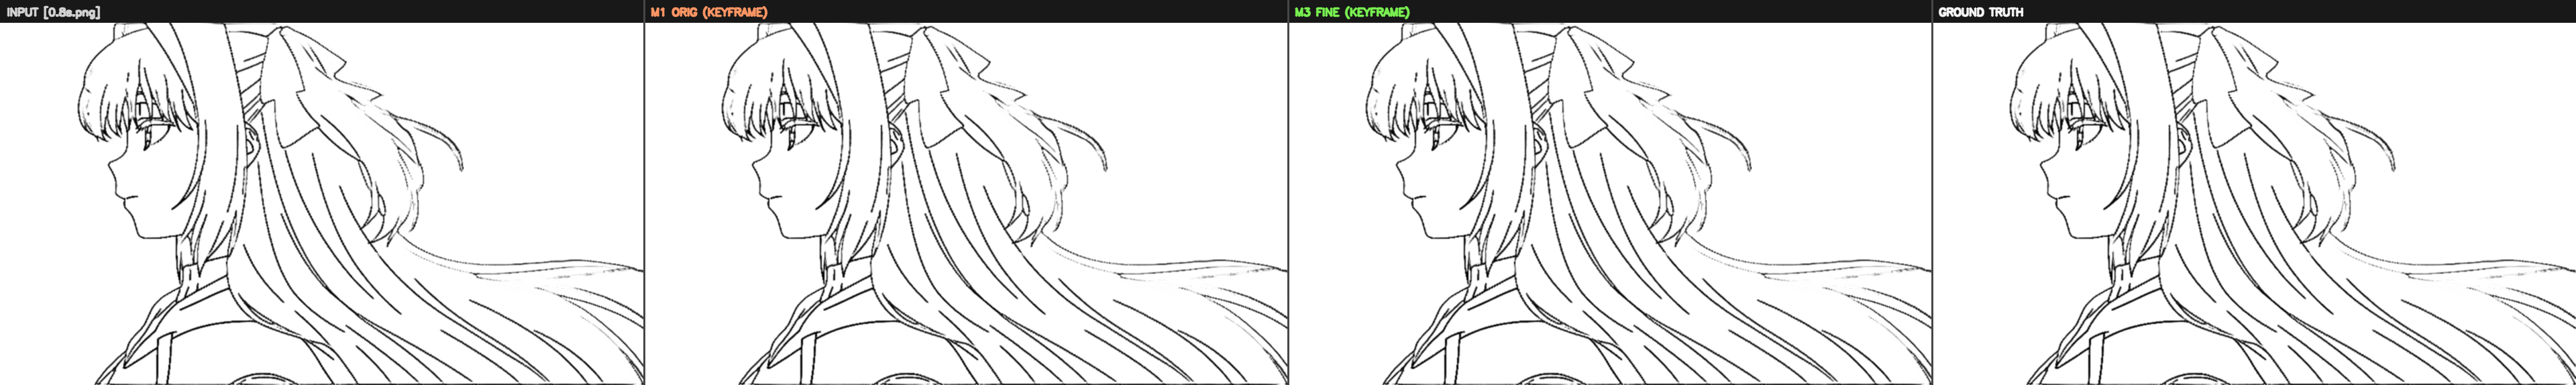 INPUT [0.8s.png]
M1 ORIG (KEYFRAME)
M3 FINE (KEYFRAME)
GROUND TRUTH